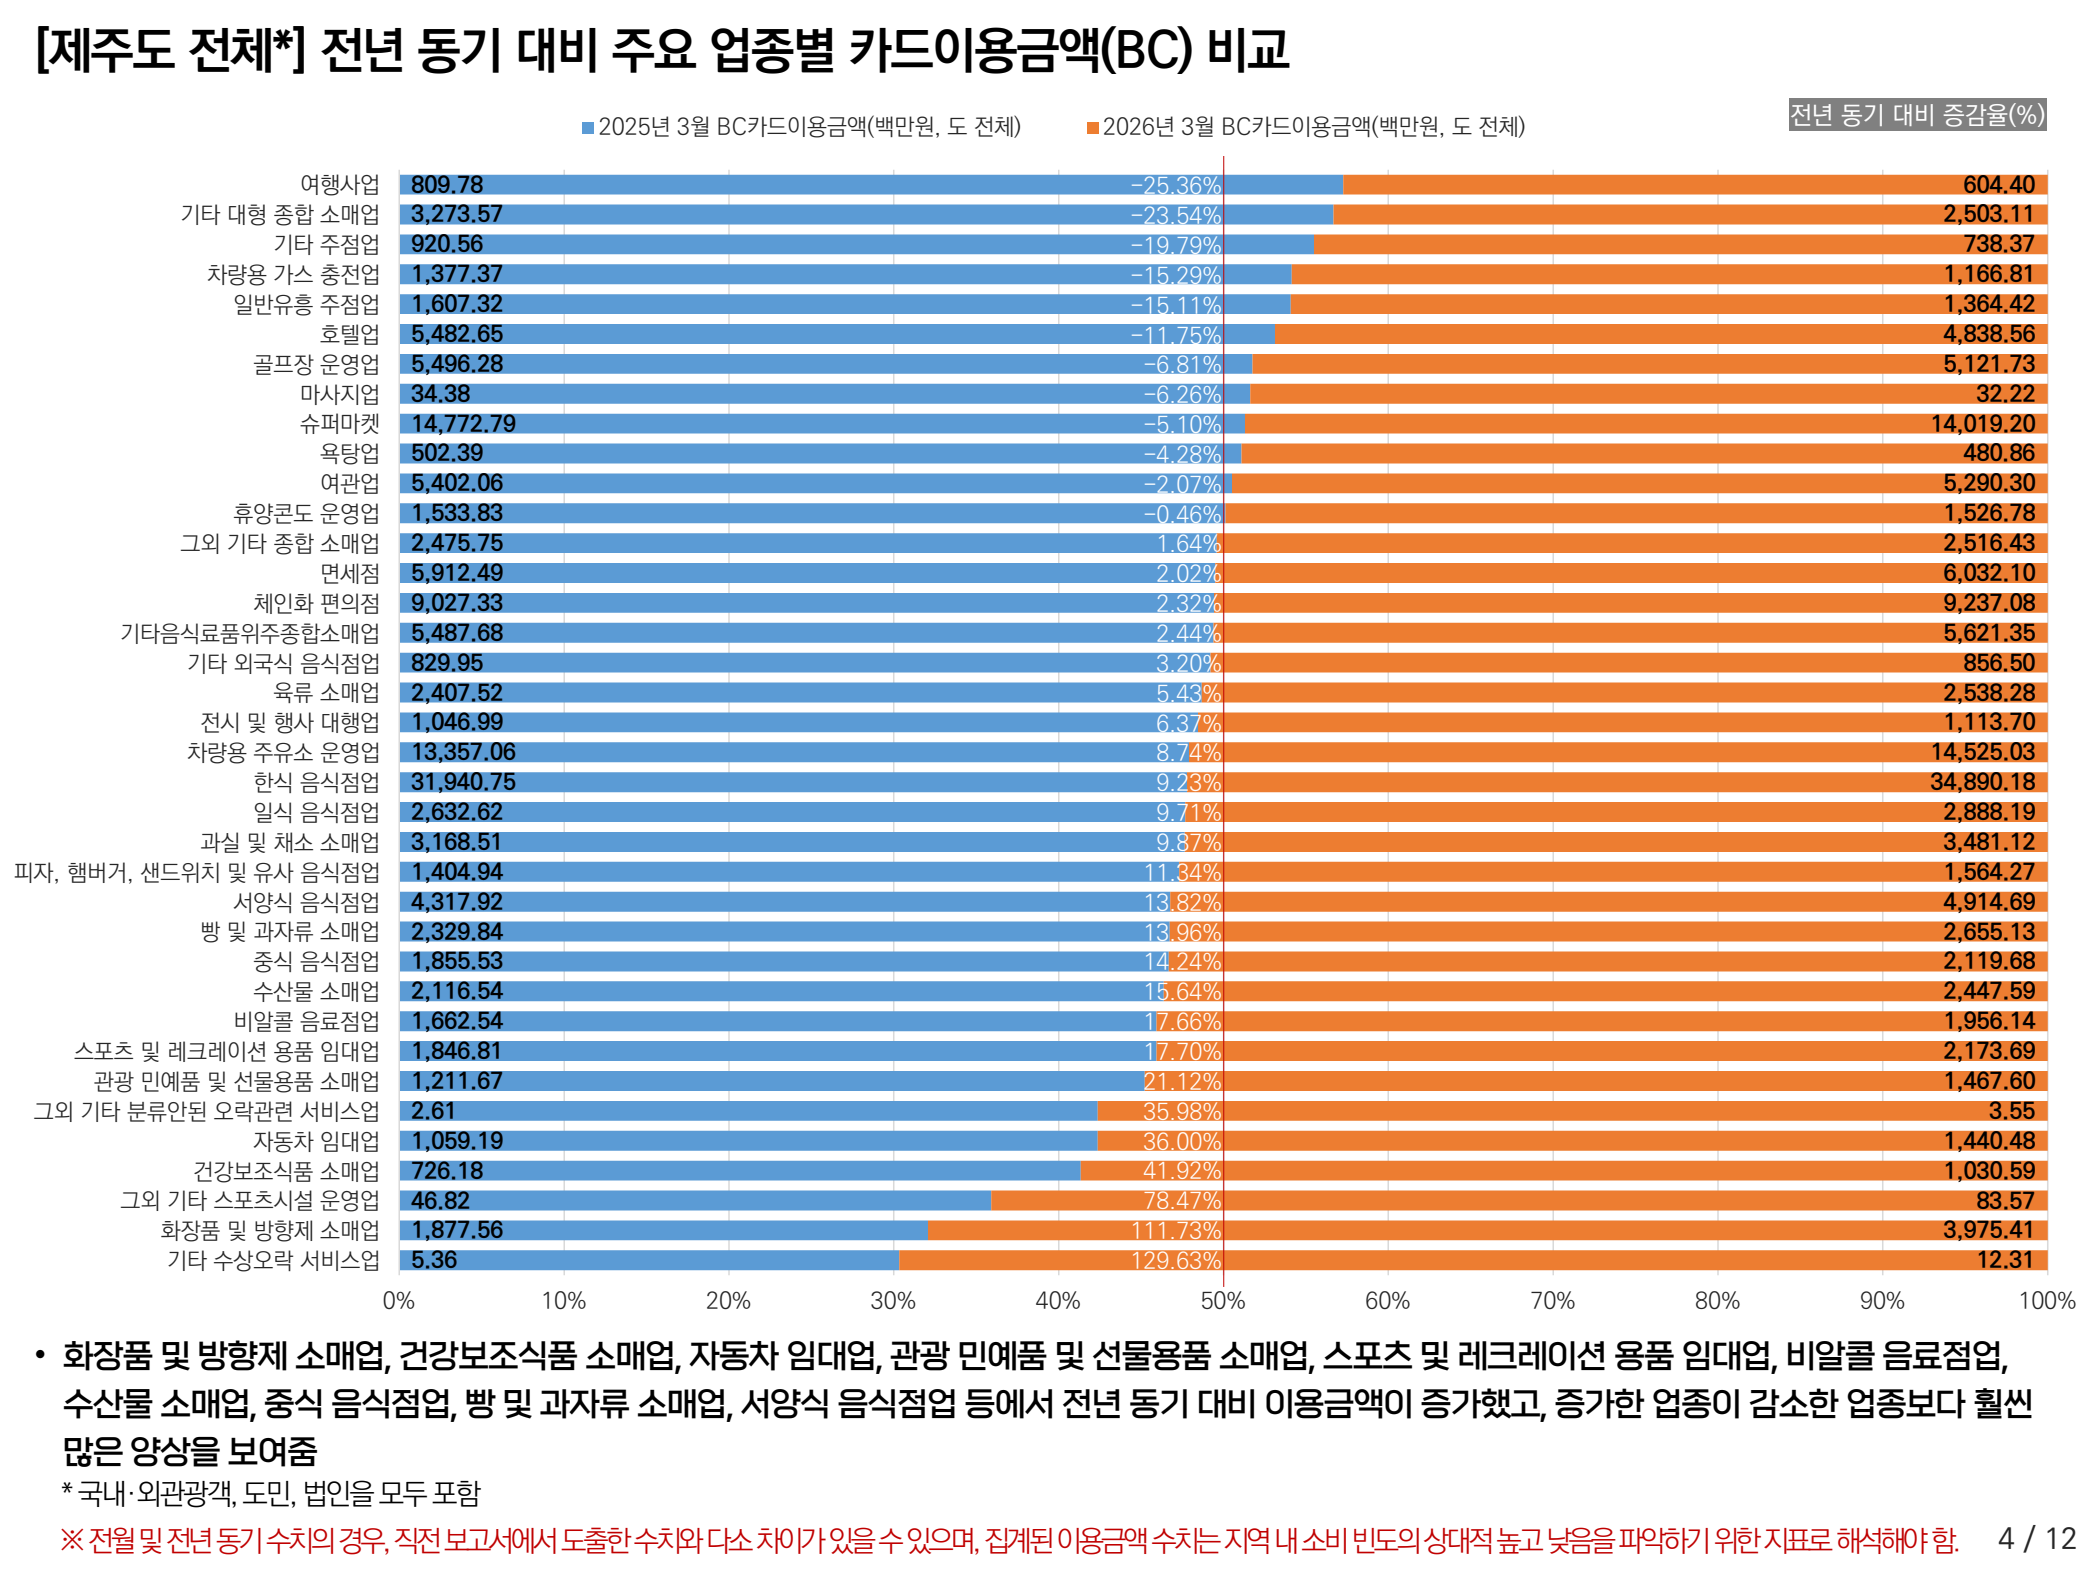 [제주도 전체*] 전년 동기 대비 주요 업종별 카드이용금액(BC) 비교
전년 동기 대비 증감율(%)
2025년 3월 BC카드이용금액(백만원, 도 전체) 2026년 3월 BC카드이용금액(백만원, 도 전체)
여행사업 809.78 -25.36% 604.40
기타 대형 종합 소매업 3,273.57 -23.54% 2,503.11
기타 주점업 920.56 -19.79% 738.37
차량용 가스 충전업 1,377.37 -15.29% 1,166.81
일반유흥 주점업 1,607.32 -15.11% 1,364.42
호텔업 5,482.65 -11.75% 4,838.56
골프장 운영업 5,496.28 -6.81% 5,121.73
마사지업 34.38 -6.26% 32.22
슈퍼마켓 14,772.79 -5.10% 14,019.20
욕탕업 502.39 -4.28% 480.86
여관업 5,402.06 -2.07% 5,290.30
휴양콘도 운영업 1,533.83 -0.46% 1,526.78
그외 기타 종합 소매업 2,475.75 1.64% 2,516.43
면세점 5,912.49 2.02% 6,032.10
체인화 편의점 9,027.33 2.32% 9,237.08
기타음식료품위주종합소매업 5,487.68 2.44% 5,621.35
기타 외국식 음식점업 829.95 3.20% 856.50
육류 소매업 2,407.52 5.43% 2,538.28
전시 및 행사 대행업 1,046.99 6.37% 1,113.70
차량용 주유소 운영업 13,357.06 8.74% 14,525.03
한식 음식점업 31,940.75 9.23% 34,890.18
일식 음식점업 2,632.62 9.71% 2,888.19
과실 및 채소 소매업 3,168.51 9.87% 3,481.12
피자, 햄버거, 샌드위치 및 유사 음식점업 1,404.94 11.34% 1,564.27
서양식 음식점업 4,317.92 13.82% 4,914.69
빵 및 과자류 소매업 2,329.84 13.96% 2,655.13
중식 음식점업 1,855.53 14.24% 2,119.68
수산물 소매업 2,116.54 15.64% 2,447.59
비알콜 음료점업 1,662.54 17.66% 1,956.14
스포츠 및 레크레이션 용품 임대업 1,846.81 17.70% 2,173.69
관광 민예품 및 선물용품 소매업 1,211.67 21.12% 1,467.60
그외 기타 분류안된 오락관련 서비스업 2.61 35.98% 3.55
자동차 임대업 1,059.19 36.00% 1,440.48
건강보조식품 소매업 726.18 41.92% 1,030.59
그외 기타 스포츠시설 운영업 46.82 78.47% 83.57
화장품 및 방향제 소매업 1,877.56 111.73% 3,975.41
기타 수상오락 서비스업 5.36 129.63% 12.31
0% 10% 20% 30% 40% 50% 60% 70% 80% 90% 100%
• 화장품 및 방향제 소매업, 건강보조식품 소매업, 자동차 임대업, 관광 민예품 및 선물용품 소매업, 스포츠 및 레크레이션 용품 임대업, 비알콜 음료점업,
수산물 소매업, 중식 음식점업, 빵 및 과자류 소매업, 서양식 음식점업 등에서 전년 동기 대비 이용금액이 증가했고, 증가한 업종이 감소한 업종보다 훨씬
많은 양상을 보여줌
* 국내·외관광객, 도민, 법인을 모두 포함
※ 전월 및 전년 동기 수치의 경우, 직전 보고서에서 도출한 수치와 다소 차이가 있을 수 있으며, 집계된 이용금액 수치는 지역 내 소비 빈도의 상대적 높고 낮음을 파악하기 위한 지표로 해석해야 함.
4 / 12